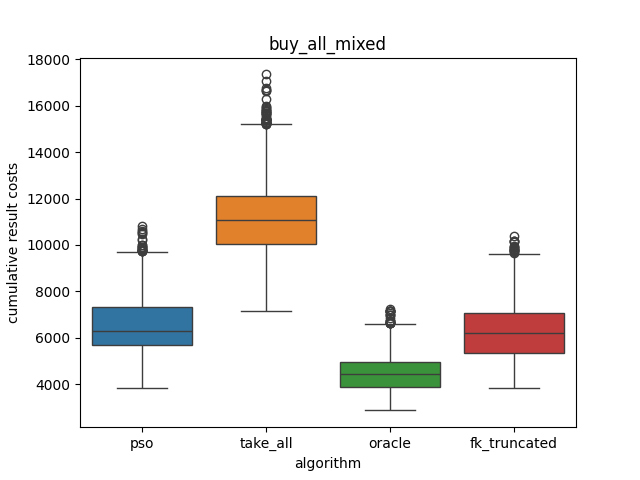 buy_all_mixed
cumulative result costs
18000
16000
14000
12000
10000
8000
6000
4000
pso take_all oracle fk_truncated
algorithm